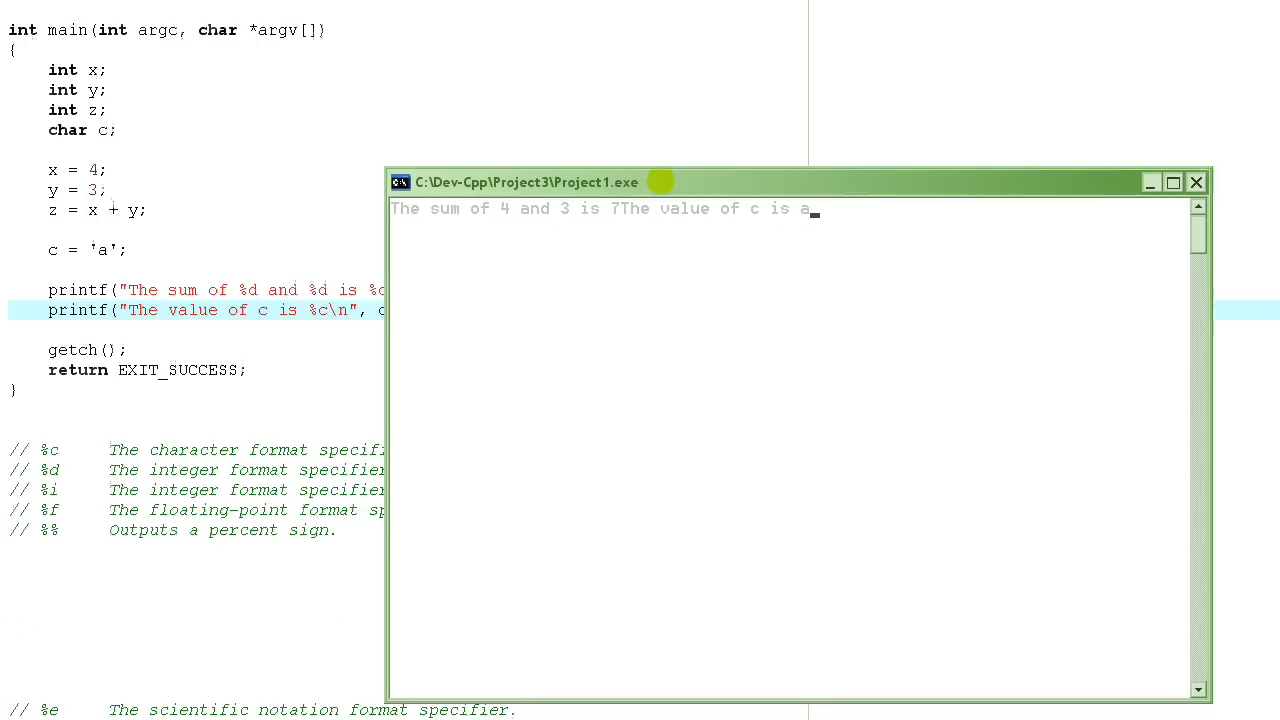 int main(int argc, char *argv[])
{
int x;
int y;
int z;
char c;
x = 4;
y = 3;
z = x + y;
c = 'a';
printf("The sum of %d and %d is %
printf("The value of c is %c\n",
getch();
return EXIT_SUCCESS;
}
C:\Dev-Cpp\Project3\Project1.exe
The sum of 4 and 3 is 7The value of c is a
// %c The character format
// %d The integer format specifier
// %i The integer format specifier
// %f The floating-point format
// %% Outputs a percent sign.
// %e The scientific notation format specifier.